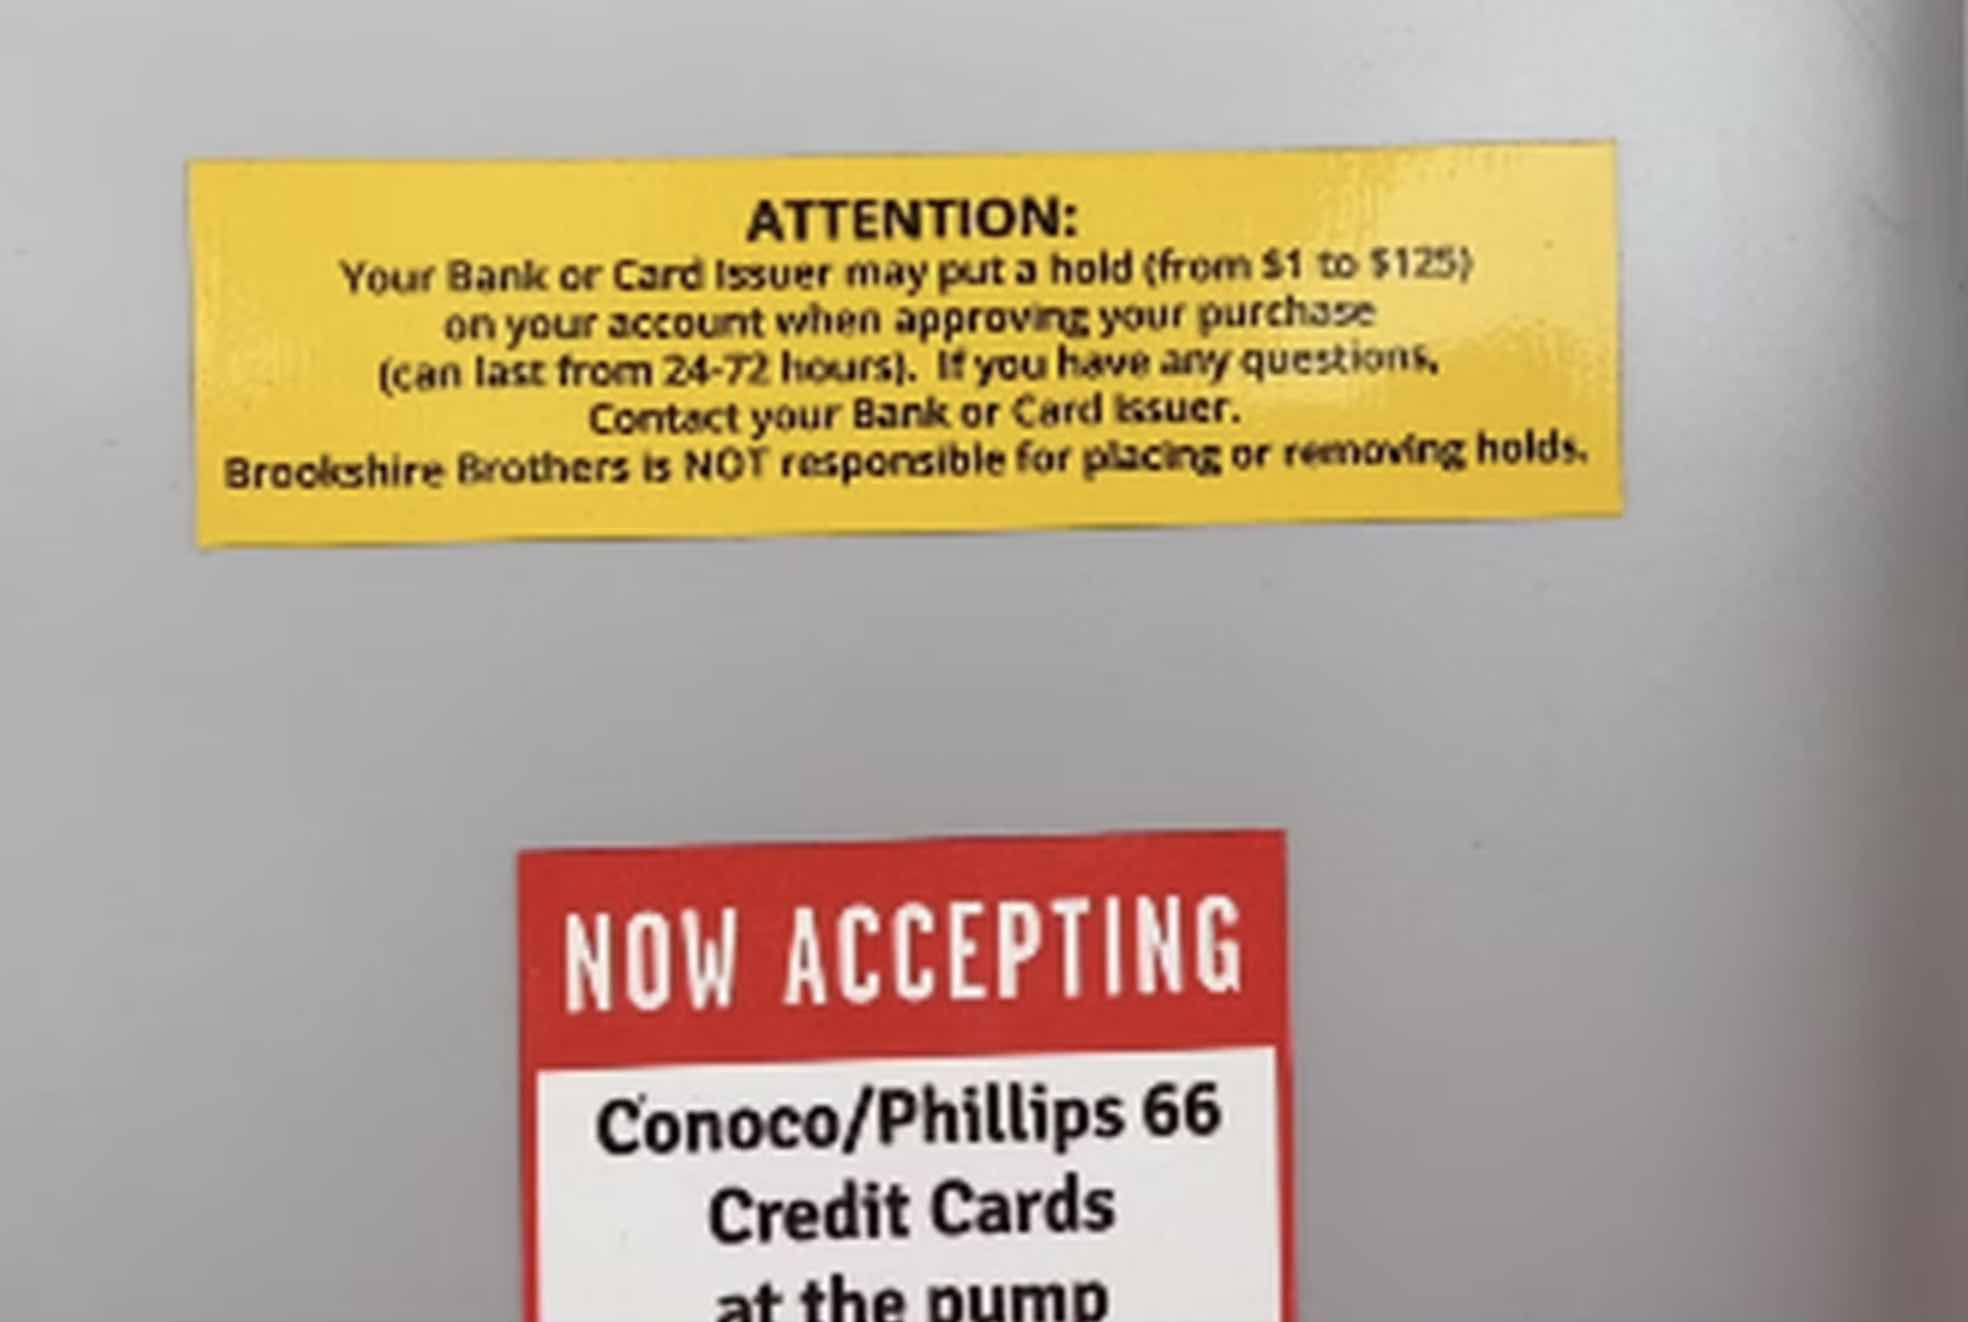 ATTENTION:
Your Bank or Card Issuer may put a hold (from $1 to $125)
on your account when approving your purchase
(can last from 24-72 hours). If you have any questions,
Contact your Bank or Card Issuer.
Brookshire Brothers is NOT responsible for placing or removing holds.
NOW ACCEPTING
Conoco/Phillips 66
Credit Cards
at the pump